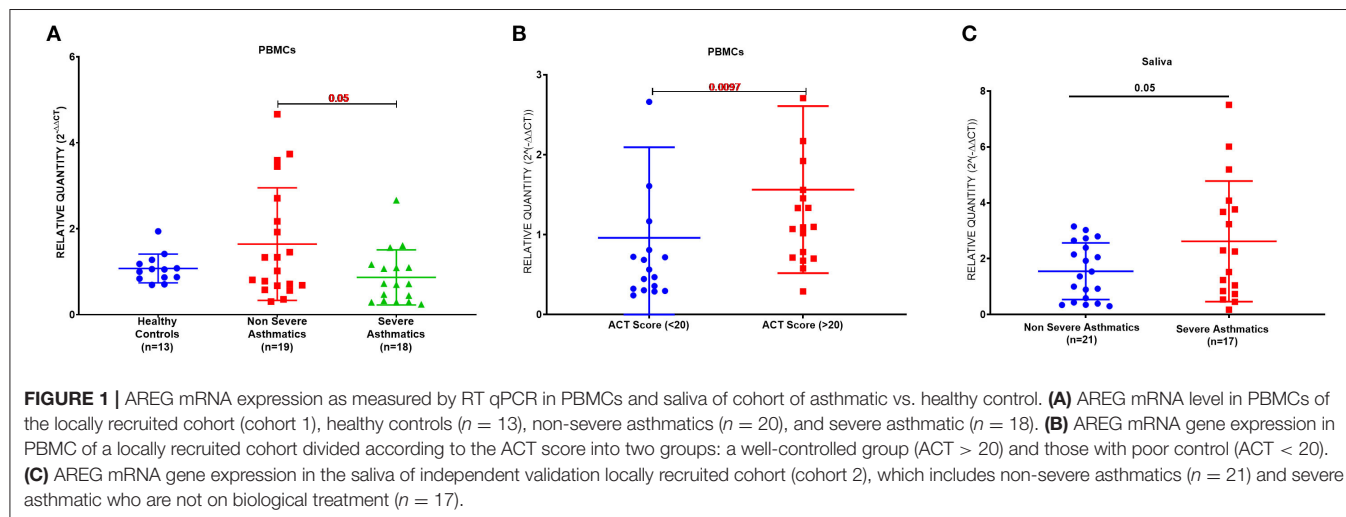 A
PBMCs
RELATIVE QUANTITY (2^-ΔΔCT)
6
4
2
0
0.05
Healthy
Controls
(n=13)
Non Severe
Asthmatics
(n=19)
Severe
Asthmatics
(n=18)
B
PBMCs
RELATIVE QUANTITY (2^(-ΔΔCT))
3
2
1
0
0.0097
ACT Score (<20)
ACT Score (>20)
C
Saliva
RELATIVE QUANTITY (2^(-ΔΔCT))
8
6
4
2
0
0.05
Non Severe Asthmatics
(n=21)
Severe Asthmatics
(n=17)
FIGURE 1 | AREG mRNA expression as measured by RT qPCR in PBMCs and saliva of cohort of asthmatic vs. healthy control. (A) AREG mRNA level in PBMCs of
the locally recruited cohort (cohort 1), healthy controls (n = 13), non-severe asthmatics (n = 20), and severe asthmatic (n = 18). (B) AREG mRNA gene expression in
PBMC of a locally recruited cohort divided according to the ACT score into two groups: a well-controlled group (ACT > 20) and those with poor control (ACT < 20).
(C) AREG mRNA gene expression in the saliva of independent validation locally recruited cohort (cohort 2), which includes non-severe asthmatics (n = 21) and severe
asthmatic who are not on biological treatment (n = 17).